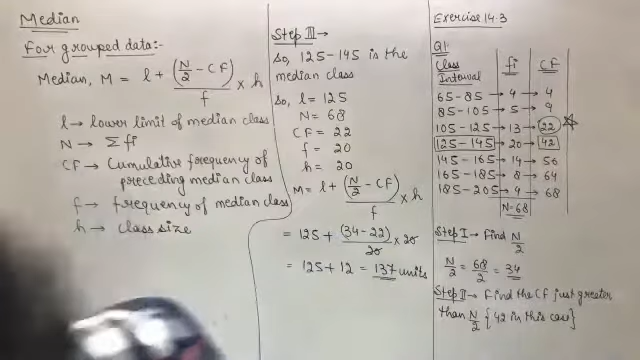 Median
For grouped data:-
Median, M = l + (N/2 - CF)/f × h
l → lower limit of median class
N → Σfi
CF → Cumulative frequency of
preceding median class
f → frequency of median class
h → class size
Step III →
So, 125-145 is the
median class
So, l = 125
N = 68
CF = 22
f = 20
h = 20
M = l + (N/2 - CF)/f × h
= 125 + (34-22)/20 × 20
= 125 + 12 = 137 units
Exercise 14.3
Q1
Class Interval fi CF
65-85 → 4 → 4
85-105 → 5 → 9
105-125 → 13 → 22
125-145 → 20 → 42
145-165 → 14 → 56
165-185 → 8 → 64
185-205 → 4 → 68
N=68
Step I → Find N/2
N/2 = 68/2 = 34
Step II → Find the CF just greater
than N/2 {42 in this case}